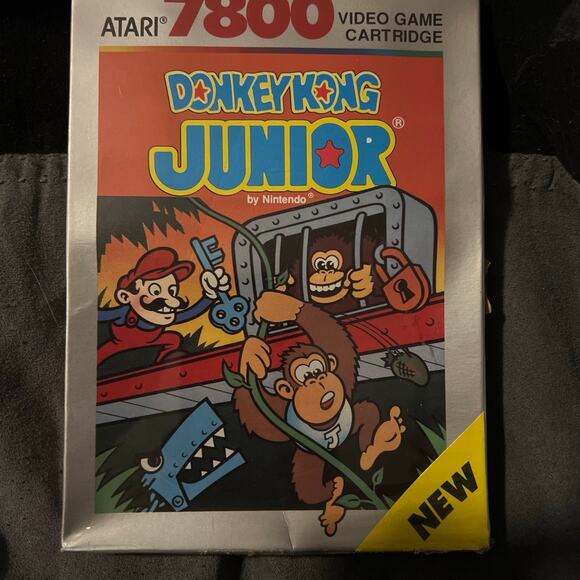 ATARI® 7800 VIDEO GAME
CARTRIDGE
DONKEY KONG
JUNIOR®
by Nintendo®
J
NEW